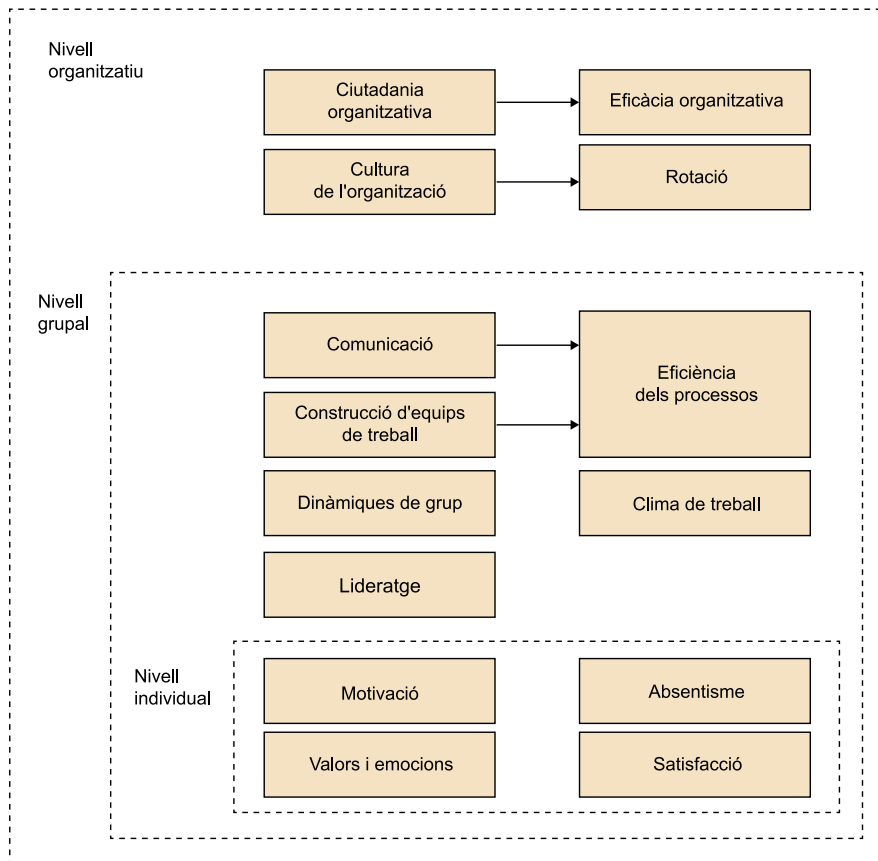 Nivell
organitzatiu
Ciutadania
organitzativa
Eficàcia organitzativa
Cultura
de l'organització
Rotació
Nivell
grupal
Comunicació
Eficiència
dels processos
Construcció d'equips
de treball
Dinàmiques de grup
Clima de treball
Lideratge
Nivell
individual
Motivació
Absentisme
Valors i emocions
Satisfacció